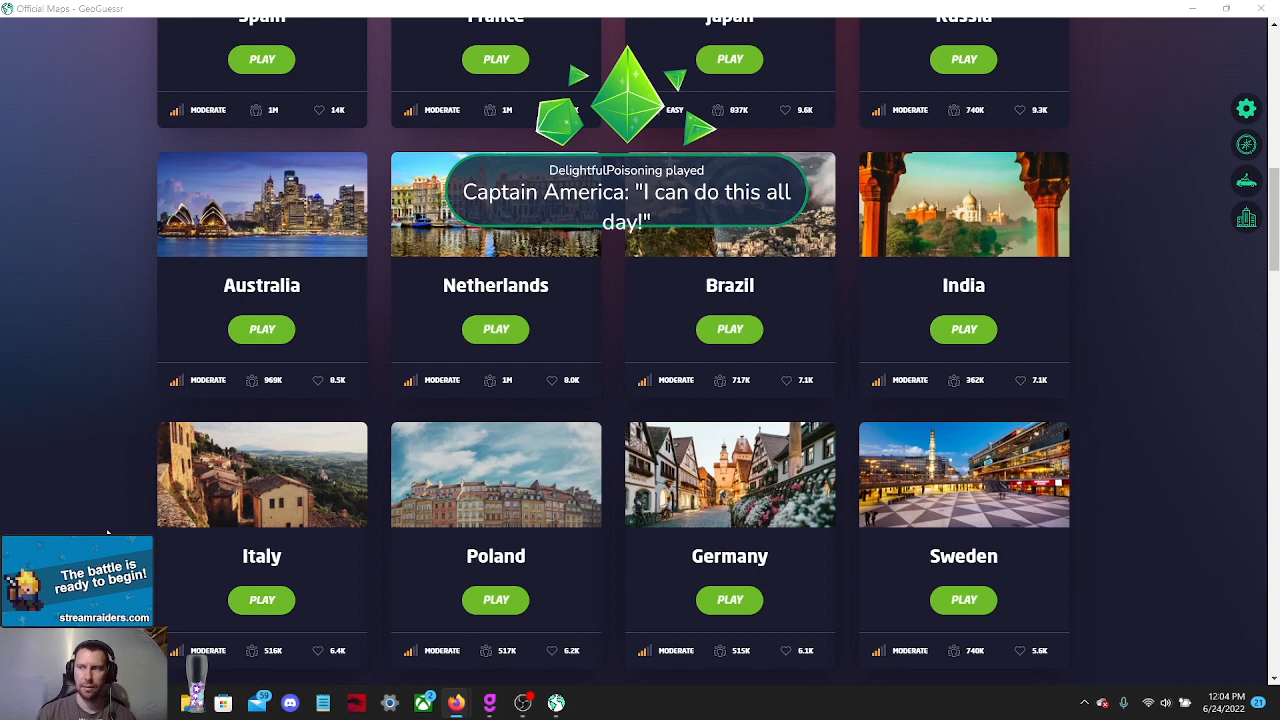 Official Maps - GeoGuessr
Spain
France
Japan
Russia
PLAY
PLAY
PLAY
PLAY
MODERATE 1M 14K
MODERATE 1M
EASY 837K 9.6K
MODERATE 740K 9.3K
DelightfulPoisoning played
Captain America: "I can do this all
day!"
Australia
Netherlands
Brazil
India
PLAY
PLAY
PLAY
PLAY
MODERATE 969K 8.5K
MODERATE 1M 8.0K
MODERATE 717K 7.1K
MODERATE 362K 7.1K
Italy
Poland
Germany
Sweden
PLAY
PLAY
PLAY
PLAY
MODERATE 516K 6.4K
MODERATE 517K 6.2K
MODERATE 515K 6.1K
MODERATE 740K 5.6K
The battle is
ready to begin!
streamraiders.com
59
2
12:04 PM
6/24/2022
21